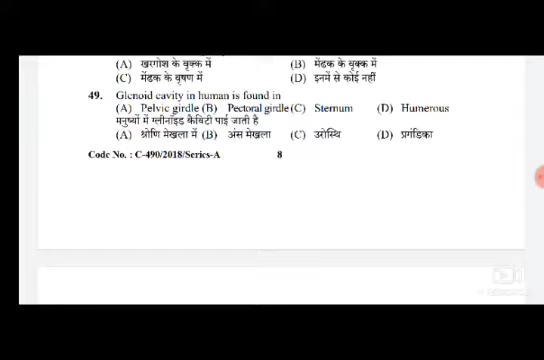 (A) खरगोश के वृक्क में (B) मेंढक के वृक्क में
(C) मेंढक के वृषण में (D) इनमें से कोई नहीं
49. Glenoid cavity in human is found in
(A) Pelvic girdle (B) Pectoral girdle (C) Sternum (D) Humerous
मनुष्यों में ग्लीनॉइड कैविटी पाई जाती है
(A) श्रोणि मेखला में (B) अंस मेखला (C) उरोस्थि (D) प्रगंडिका
Code No. : C-490/2018/Series-A 8